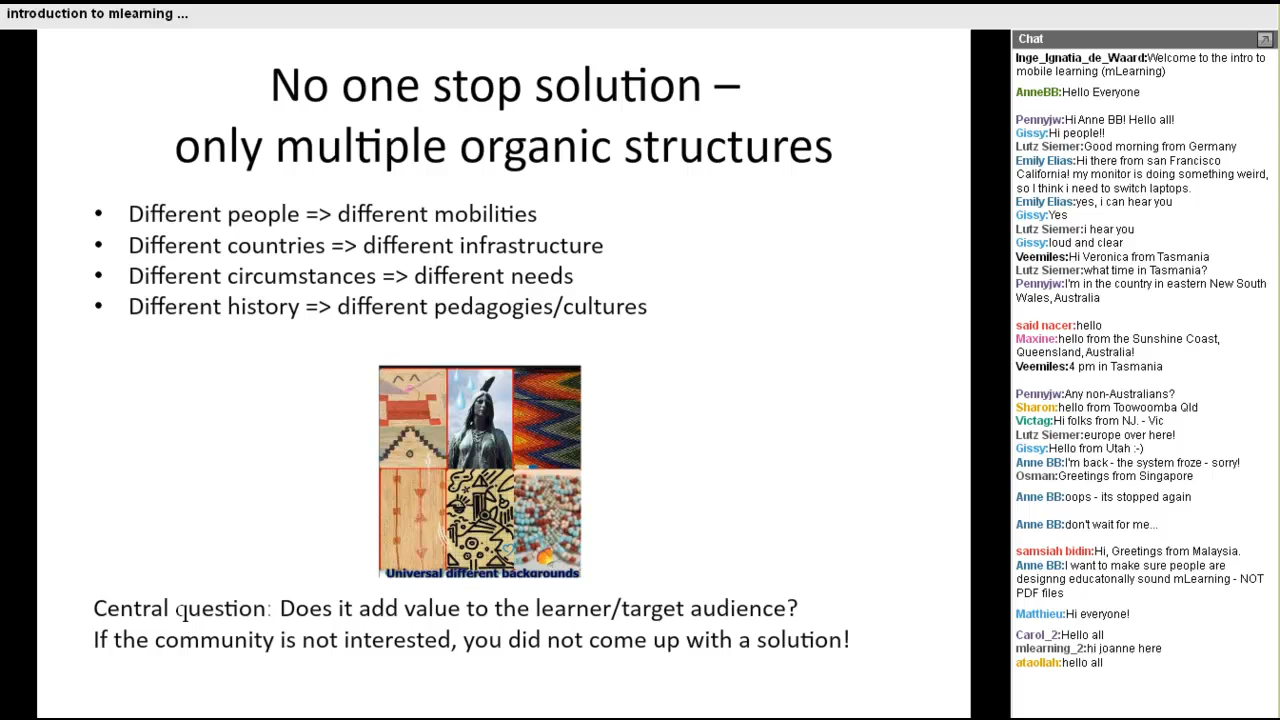 introduction to mlearning ...
No one stop solution –
only multiple organic structures
• Different people => different mobilities
• Different countries => different infrastructure
• Different circumstances => different needs
• Different history => different pedagogies/cultures
Universal different backgrounds
Central question: Does it add value to the learner/target audience?
If the community is not interested, you did not come up with a solution!
Chat
Inge_Ignatia_de_Waard:Welcome to the intro to
mobile learning (mLearning)
AnneBB:Hello Everyone
Pennyjw:Hi Anne BB! Hello all!
Gissy:Hi people!!
Lutz Siemer:Good morning from Germany
Emily Elias:Hi there from san Francisco
California! my monitor is doing something weird,
so I think i need to switch laptops.
Emily Elias:yes, i can hear you
Gissy:Yes
Lutz Siemer:i hear you
Gissy:loud and clear
Veemiles:Hi Veronica from Tasmania
Lutz Siemer:what time in Tasmania?
Pennyjw:I'm in the country in eastern New South
Wales, Australia
said nacer:hello
Maxine:hello from the Sunshine Coast,
Queensland, Australia!
Veemiles:4 pm in Tasmania
Pennyjw:Any non-Australians?
Sharon:hello from Toowoomba Qld
Victag:Hi folks from NJ. - Vic
Lutz Siemer:europe over here!
Gissy:Hello from Utah :-)
Anne BB:I'm back - the system froze - sorry!
Osman:Greetings from Singapore
Anne BB:oops - its stopped again
Anne BB:don't wait for me...
samsiah bidin:Hi, Greetings from Malaysia.
Anne BB:I want to make sure people are
designng educatonally sound mLearning - NOT
PDF files
Matthieu:Hi everyone!
Carol_2:Hello all
mlearning_2:hi joanne here
ataollah:hello all